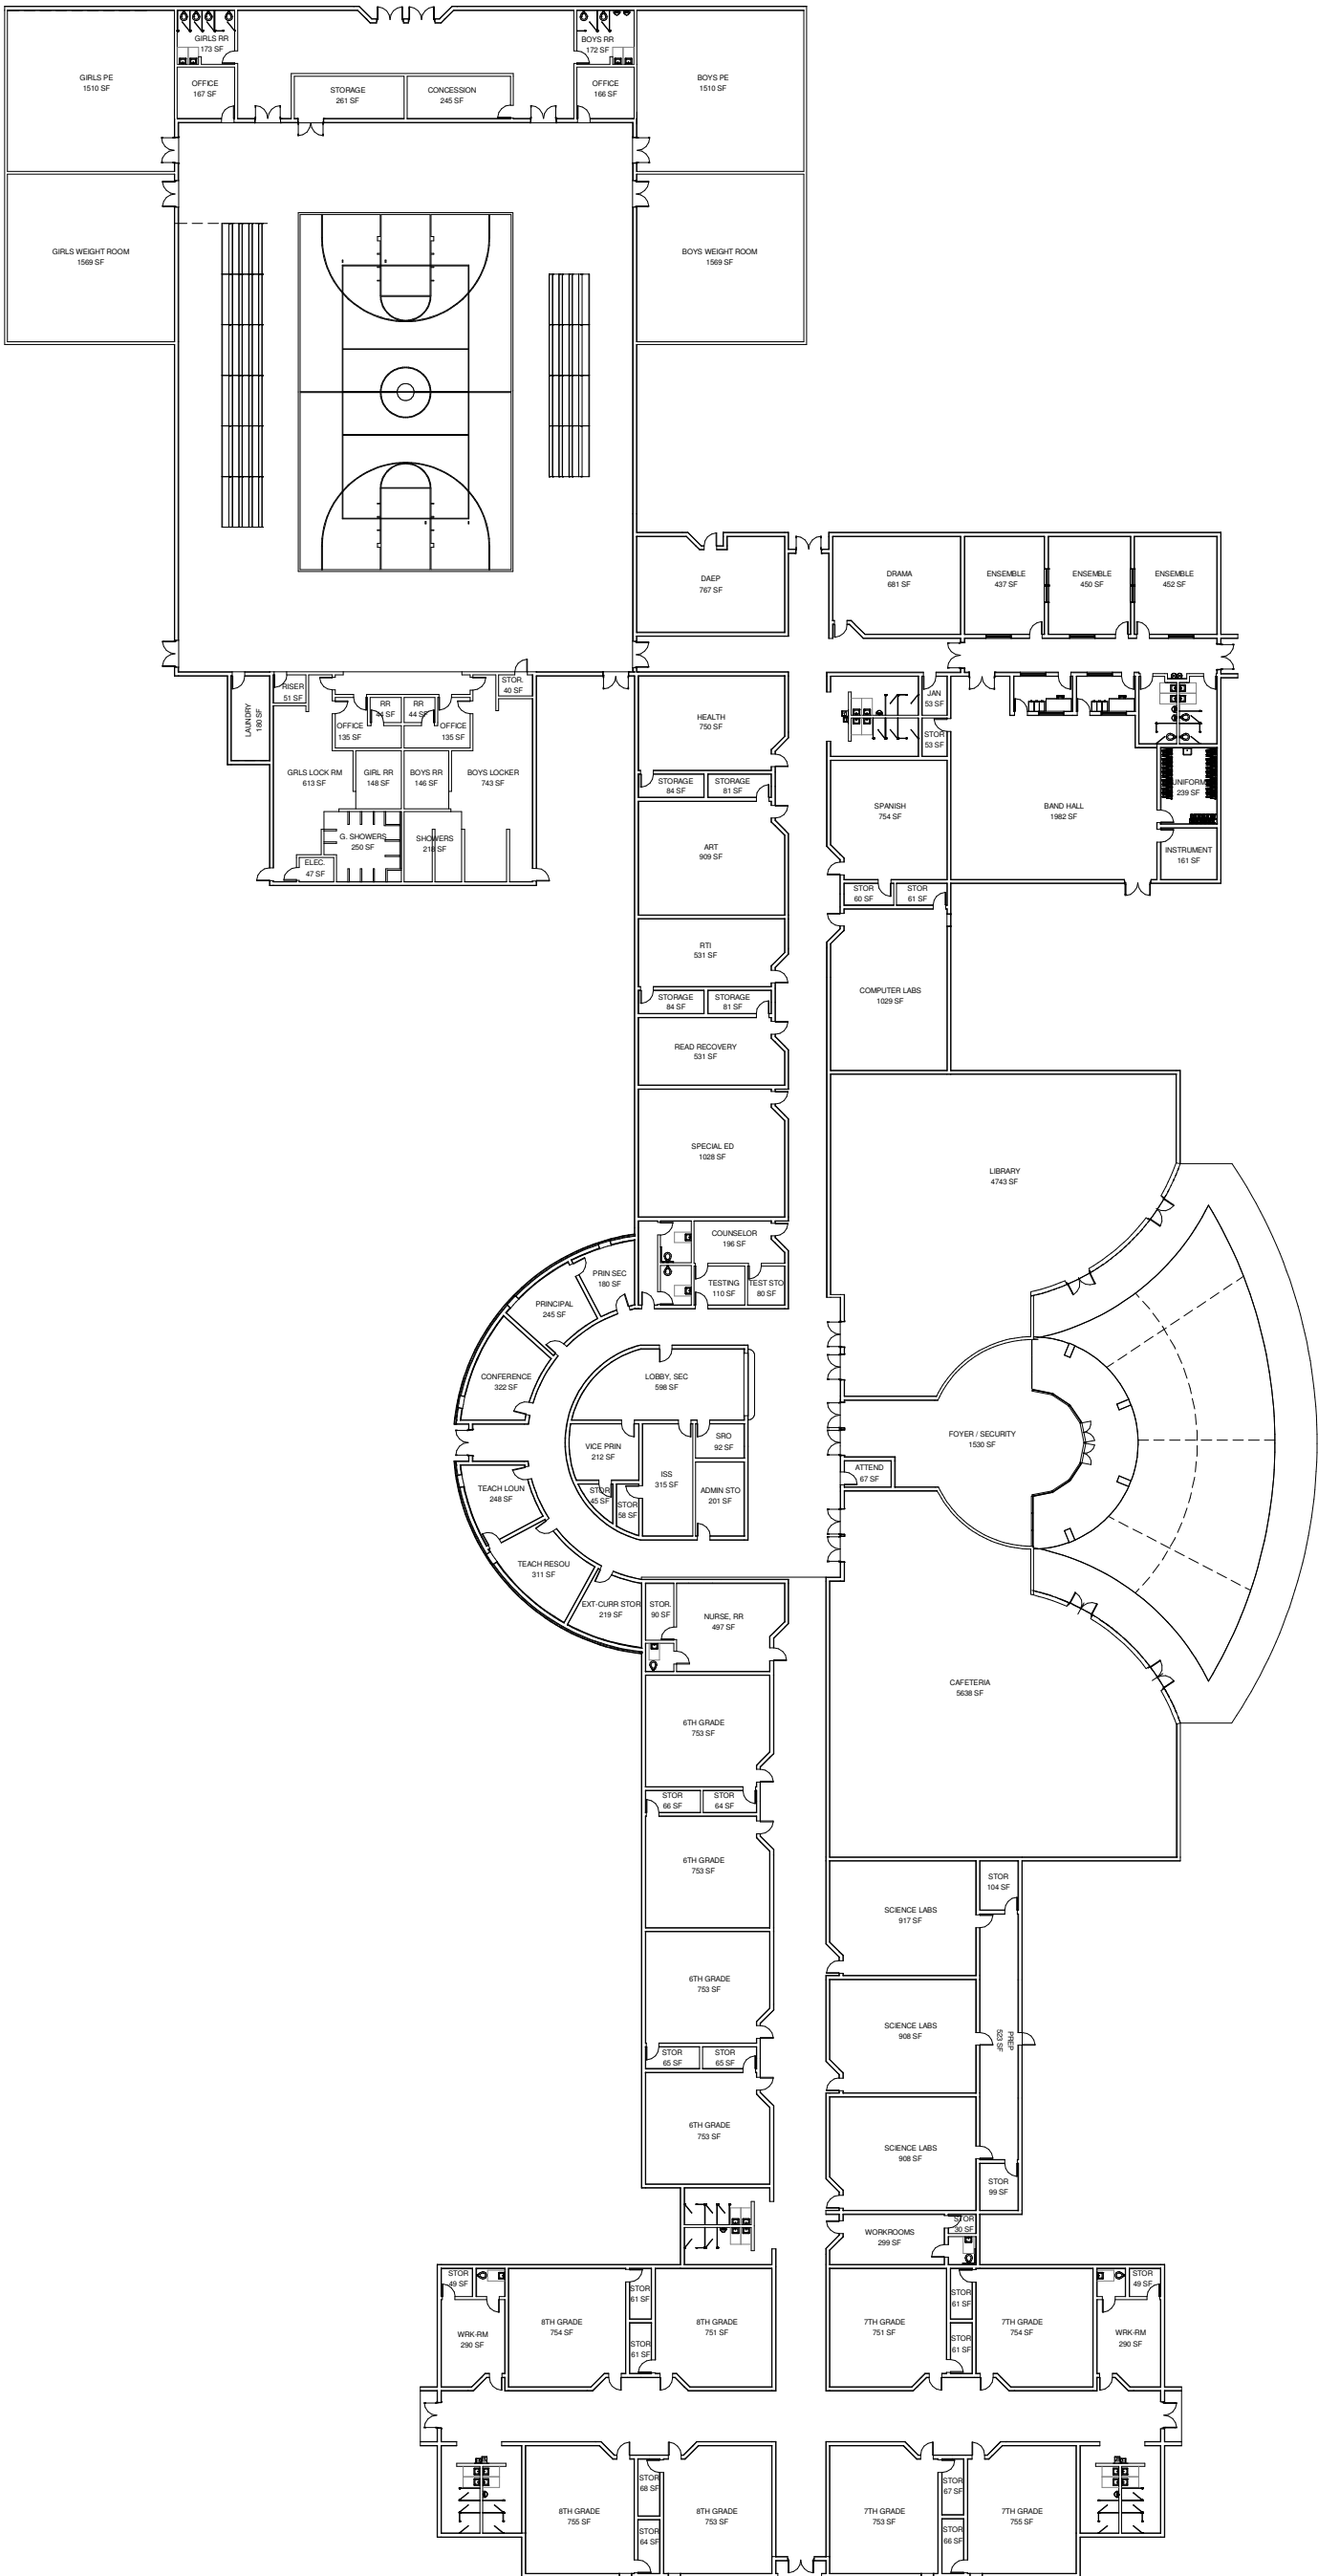 GIRLS RR
173 SF
BOYS RR
172 SF
GIRLS PE
1510 SF
OFFICE
167 SF
STORAGE
261 SF
CONCESSION
245 SF
OFFICE
166 SF
BOYS PE
1510 SF
GIRLS WEIGHT ROOM
1569 SF
BOYS WEIGHT ROOM
1569 SF
DAEP
767 SF
DRAMA
681 SF
ENSEMBLE
437 SF
ENSEMBLE
450 SF
ENSEMBLE
452 SF
LAUNDRY
180 SF
RISER
51 SF
RR
44 SF
RR
44 SF
STOR.
40 SF
OFFICE
135 SF
OFFICE
135 SF
GRLS LOCK RM
613 SF
GIRL RR
148 SF
BOYS RR
146 SF
BOYS LOCKER
743 SF
G. SHOWERS
250 SF
SHOWERS
218 SF
ELEC.
47 SF
HEALTH
750 SF
JAN
53 SF
STOR
53 SF
STORAGE
84 SF
STORAGE
81 SF
SPANISH
754 SF
BAND HALL
1982 SF
UNIFORM
239 SF
INSTRUMENT
161 SF
ART
909 SF
STOR
60 SF
STOR
61 SF
RTI
531 SF
COMPUTER LABS
1029 SF
STORAGE
84 SF
STORAGE
81 SF
READ RECOVERY
531 SF
SPECIAL ED
1028 SF
LIBRARY
4743 SF
COUNSELOR
196 SF
PRIN SEC
180 SF
TESTING
110 SF
TEST STO
80 SF
PRINCIPAL
245 SF
CONFERENCE
322 SF
LOBBY, SEC
598 SF
VICE PRIN
212 SF
SRO
92 SF
FOYER / SECURITY
1530 SF
ISS
315 SF
ATTEND
67 SF
TEACH LOUN
248 SF
STOR
45 SF
STOR
58 SF
ADMIN STO
201 SF
TEACH RESOU
311 SF
EXT-CURR STOR
219 SF
STOR.
90 SF
NURSE, RR
497 SF
CAFETERIA
5638 SF
6TH GRADE
753 SF
STOR
66 SF
STOR
64 SF
6TH GRADE
753 SF
STOR
104 SF
SCIENCE LABS
917 SF
6TH GRADE
753 SF
SCIENCE LABS
908 SF
PREP
523 SF
STOR
65 SF
STOR
65 SF
6TH GRADE
753 SF
SCIENCE LABS
908 SF
STOR
99 SF
WORKROOMS
299 SF
STOR
30 SF
STOR
49 SF
STOR
61 SF
STOR
61 SF
STOR
49 SF
8TH GRADE
754 SF
8TH GRADE
751 SF
7TH GRADE
751 SF
7TH GRADE
754 SF
WRK-RM
290 SF
STOR
61 SF
STOR
61 SF
WRK-RM
290 SF
STOR
68 SF
STOR
67 SF
8TH GRADE
755 SF
8TH GRADE
753 SF
7TH GRADE
753 SF
7TH GRADE
755 SF
STOR
64 SF
STOR
66 SF